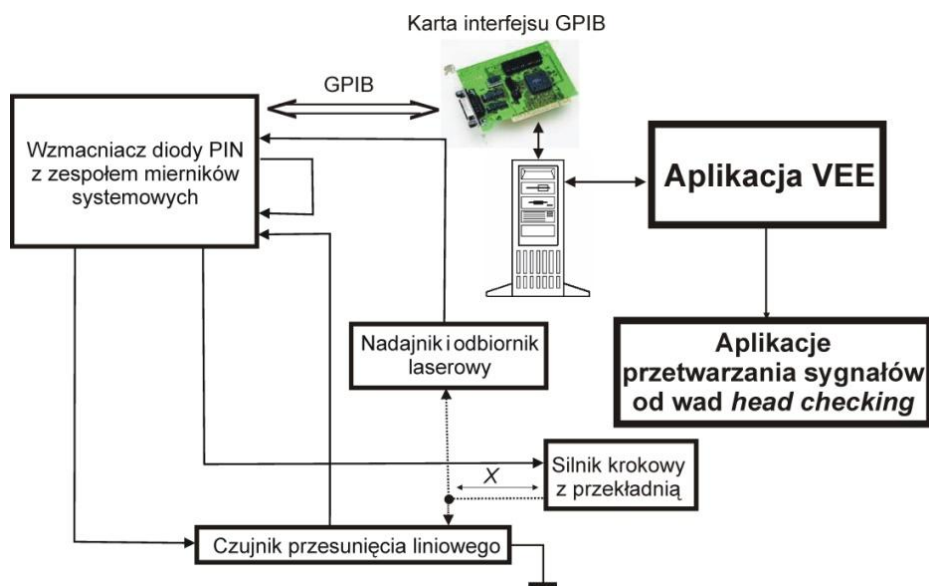 Karta interfejsu GPIB
GPIB
Wzmacniacz diody PIN
z zespołem mierników
systemowych
Aplikacja VEE
Nadajnik i odbiornik
laserowy
Aplikacje
przetwarzania sygnałów
od wad head checking
X
Silnik krokowy
z przekładnią
Czujnik przesunięcia liniowego